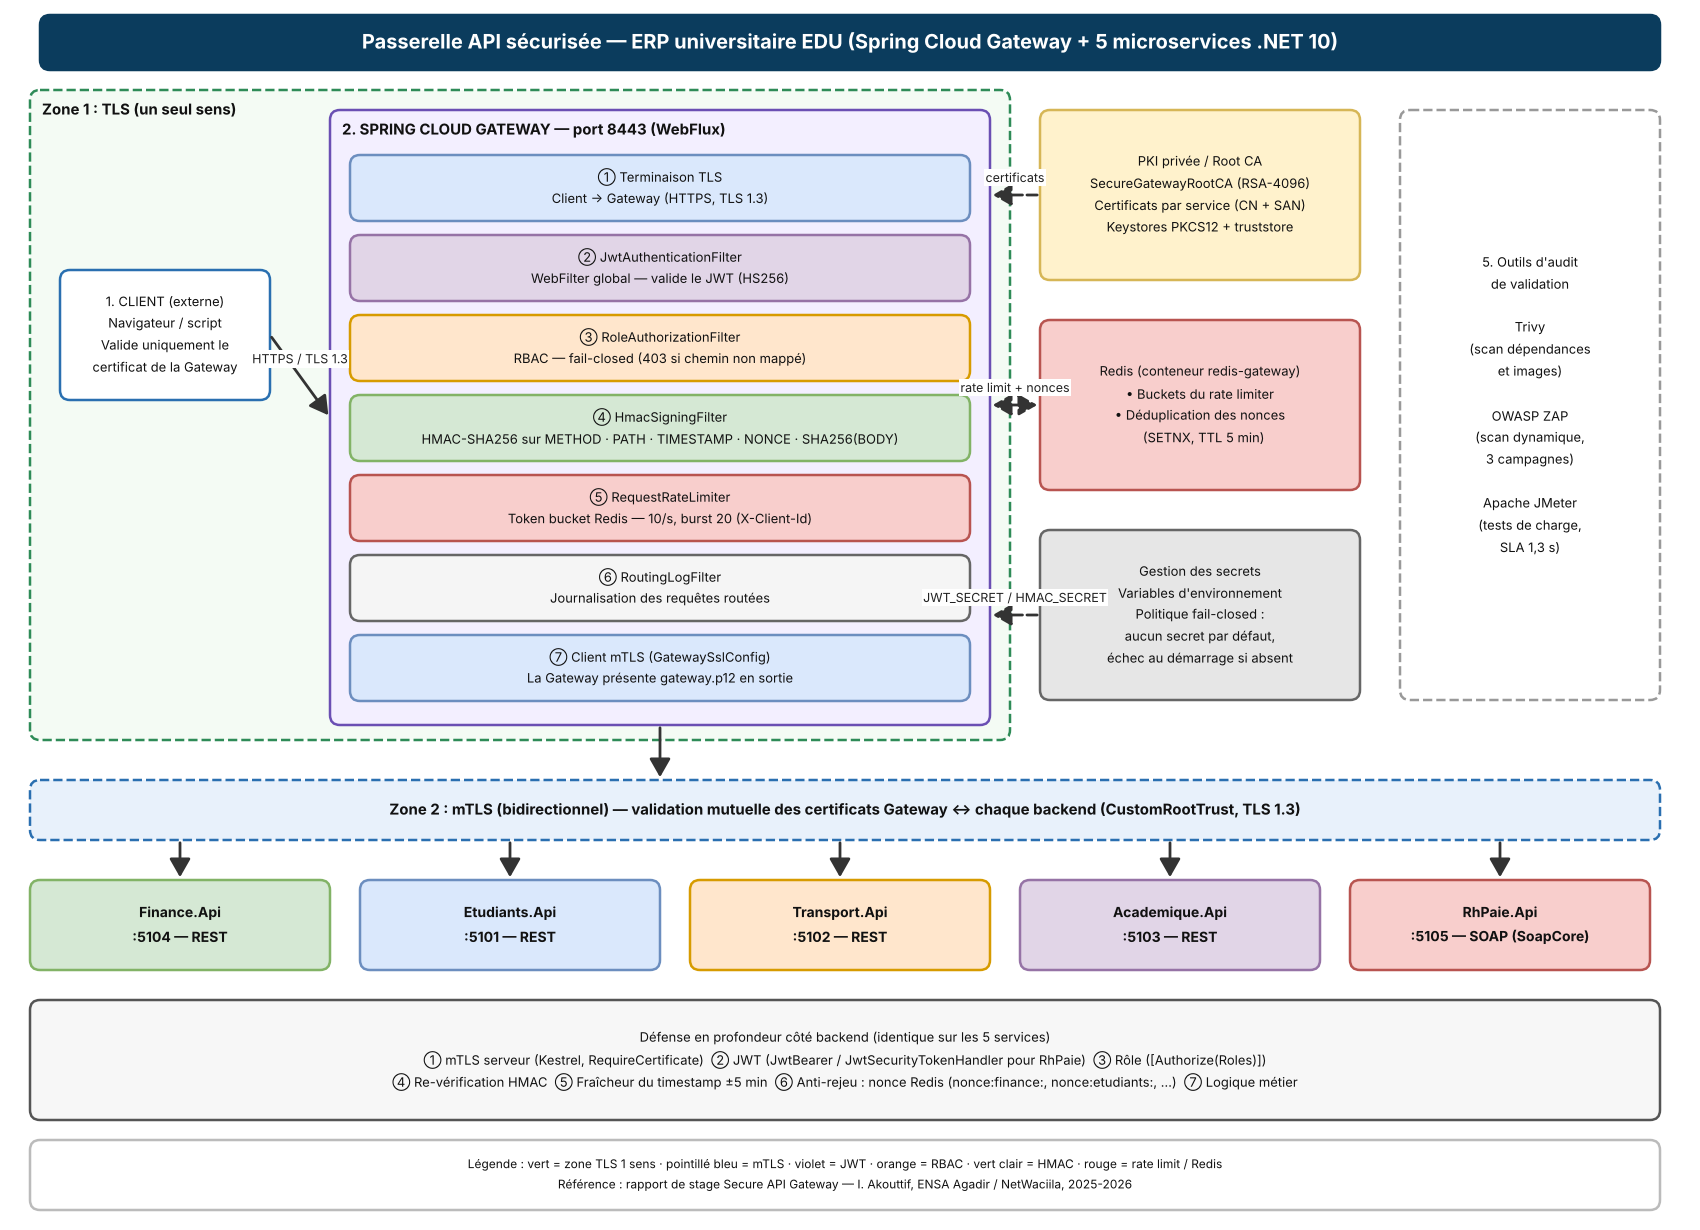 Passerelle API sécurisée — ERP universitaire EDU (Spring Cloud Gateway + 5 microservices .NET 10)
Zone 1 : TLS (un seul sens)
1. CLIENT (externe)
Navigateur / script
Valide uniquement le
certificat de la Gateway
HTTPS / TLS 1.3
2. SPRING CLOUD GATEWAY — port 8443 (WebFlux)
① Terminaison TLS
Client → Gateway (HTTPS, TLS 1.3)
② JwtAuthenticationFilter
WebFilter global — valide le JWT (HS256)
③ RoleAuthorizationFilter
RBAC — fail-closed (403 si chemin non mappé)
④ HmacSigningFilter
HMAC-SHA256 sur METHOD · PATH · TIMESTAMP · NONCE · SHA256(BODY)
⑤ RequestRateLimiter
Token bucket Redis — 10/s, burst 20 (X-Client-Id)
⑥ RoutingLogFilter
Journalisation des requêtes routées
⑦ Client mTLS (GatewaySslConfig)
La Gateway présente gateway.p12 en sortie
certificats
PKI privée / Root CA
SecureGatewayRootCA (RSA-4096)
Certificats par service (CN + SAN)
Keystores PKCS12 + truststore
rate limit + nonces
Redis (conteneur redis-gateway)
• Buckets du rate limiter
• Déduplication des nonces
(SETNX, TTL 5 min)
JWT_SECRET / HMAC_SECRET
Gestion des secrets
Variables d'environnement
Politique fail-closed :
aucun secret par défaut,
échec au démarrage si absent
5. Outils d'audit
de validation
Trivy
(scan dépendances
et images)
OWASP ZAP
(scan dynamique,
3 campagnes)
Apache JMeter
(tests de charge,
SLA 1,3 s)
Zone 2 : mTLS (bidirectionnel) — validation mutuelle des certificats Gateway ↔ chaque backend (CustomRootTrust, TLS 1.3)
Finance.Api
:5104 — REST
Etudiants.Api
:5101 — REST
Transport.Api
:5102 — REST
Academique.Api
:5103 — REST
RhPaie.Api
:5105 — SOAP (SoapCore)
Défense en profondeur côté backend (identique sur les 5 services)
① mTLS serveur (Kestrel, RequireCertificate) ② JWT (JwtBearer / JwtSecurityTokenHandler pour RhPaie) ③ Rôle ([Authorize(Roles)])
④ Re-vérification HMAC ⑤ Fraîcheur du timestamp ±5 min ⑥ Anti-rejeu : nonce Redis (nonce:finance:, nonce:etudiants:, ...) ⑦ Logique métier
Légende : vert = zone TLS 1 sens · pointillé bleu = mTLS · violet = JWT · orange = RBAC · vert clair = HMAC · rouge = rate limit / Redis
Référence : rapport de stage Secure API Gateway — I. Akouttif, ENSA Agadir / NetWaciila, 2025-2026